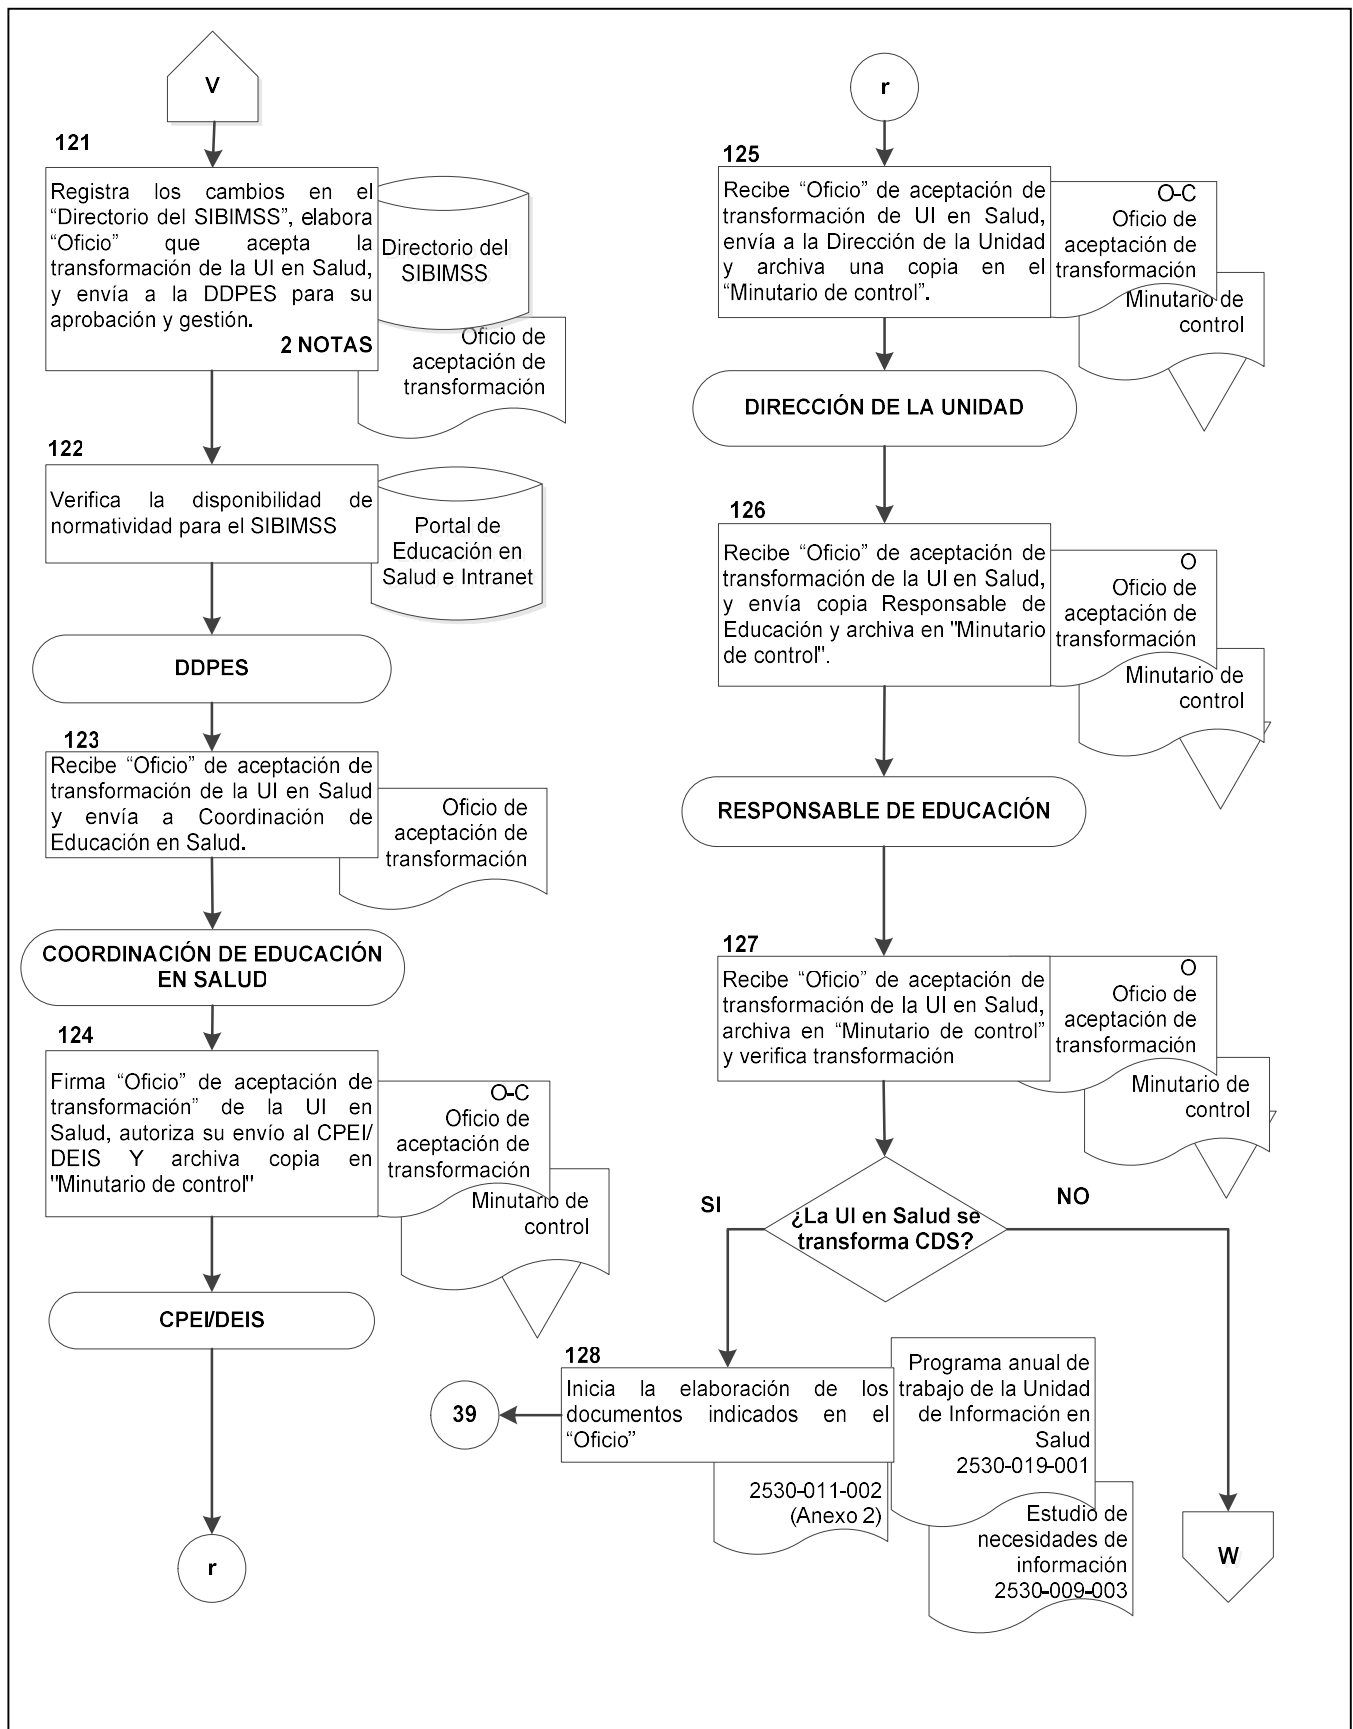 V
121
Registra los cambios en el
“Directorio del SIBIMSS”, elabora
“Oficio” que acepta la
transformación de la UI en Salud,
y envía a la DDPES para su
aprobación y gestión.
2 NOTAS
Directorio del
SIBIMSS
Oficio de
aceptación de
transformación
122
Verifica la disponibilidad de
normatividad para el SIBIMSS
Portal de
Educación en
Salud e Intranet
DDPES
123
Recibe “Oficio” de aceptación de
transformación de la UI en Salud
y envía a Coordinación de
Educación en Salud.
Oficio de
aceptación de
transformación
COORDINACIÓN DE EDUCACIÓN
EN SALUD
124
Firma “Oficio” de aceptación de
transformación” de la UI en
Salud, autoriza su envío al CPEI/
DEIS Y archiva copia en
"Minutario de control"
O-C
Oficio de
aceptación de
transformación
Minutario de
control
CPEI/DEIS
r
r
125
Recibe “Oficio” de aceptación de
transformación de UI en Salud,
envía a la Dirección de la Unidad
y archiva una copia en el
“Minutario de control”.
O-C
Oficio de
aceptación de
transformación
Minutario de
control
DIRECCIÓN DE LA UNIDAD
126
Recibe “Oficio” de aceptación de
transformación de la UI en Salud,
y envía copia Responsable de
Educación y archiva en "Minutario
de control".
O
Oficio de
aceptación de
transformación
Minutario de
control
RESPONSABLE DE EDUCACIÓN
127
Recibe “Oficio” de aceptación de
transformación de la UI en Salud,
archiva en “Minutario de control”
y verifica transformación
O
Oficio de
aceptación de
transformación
Minutario de
control
¿La UI en Salud se
transforma CDS?
SI
NO
128
Inicia la elaboración de los
documentos indicados en el
“Oficio”
39
2530-011-002
(Anexo 2)
Programa anual de
trabajo de la Unidad
de Información en
Salud
2530-019-001
Estudio de
necesidades de
información
2530-009-003
W